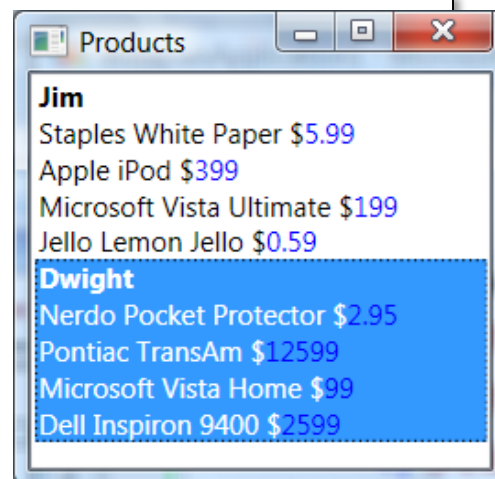 Products
Jim
Staples White Paper $5.99
Apple iPod $399
Microsoft Vista Ultimate $199
Jello Lemon Jello $0.59
Dwight
Nerdo Pocket Protector $2.95
Pontiac TransAm $12599
Microsoft Vista Home $99
Dell Inspiron 9400 $2599